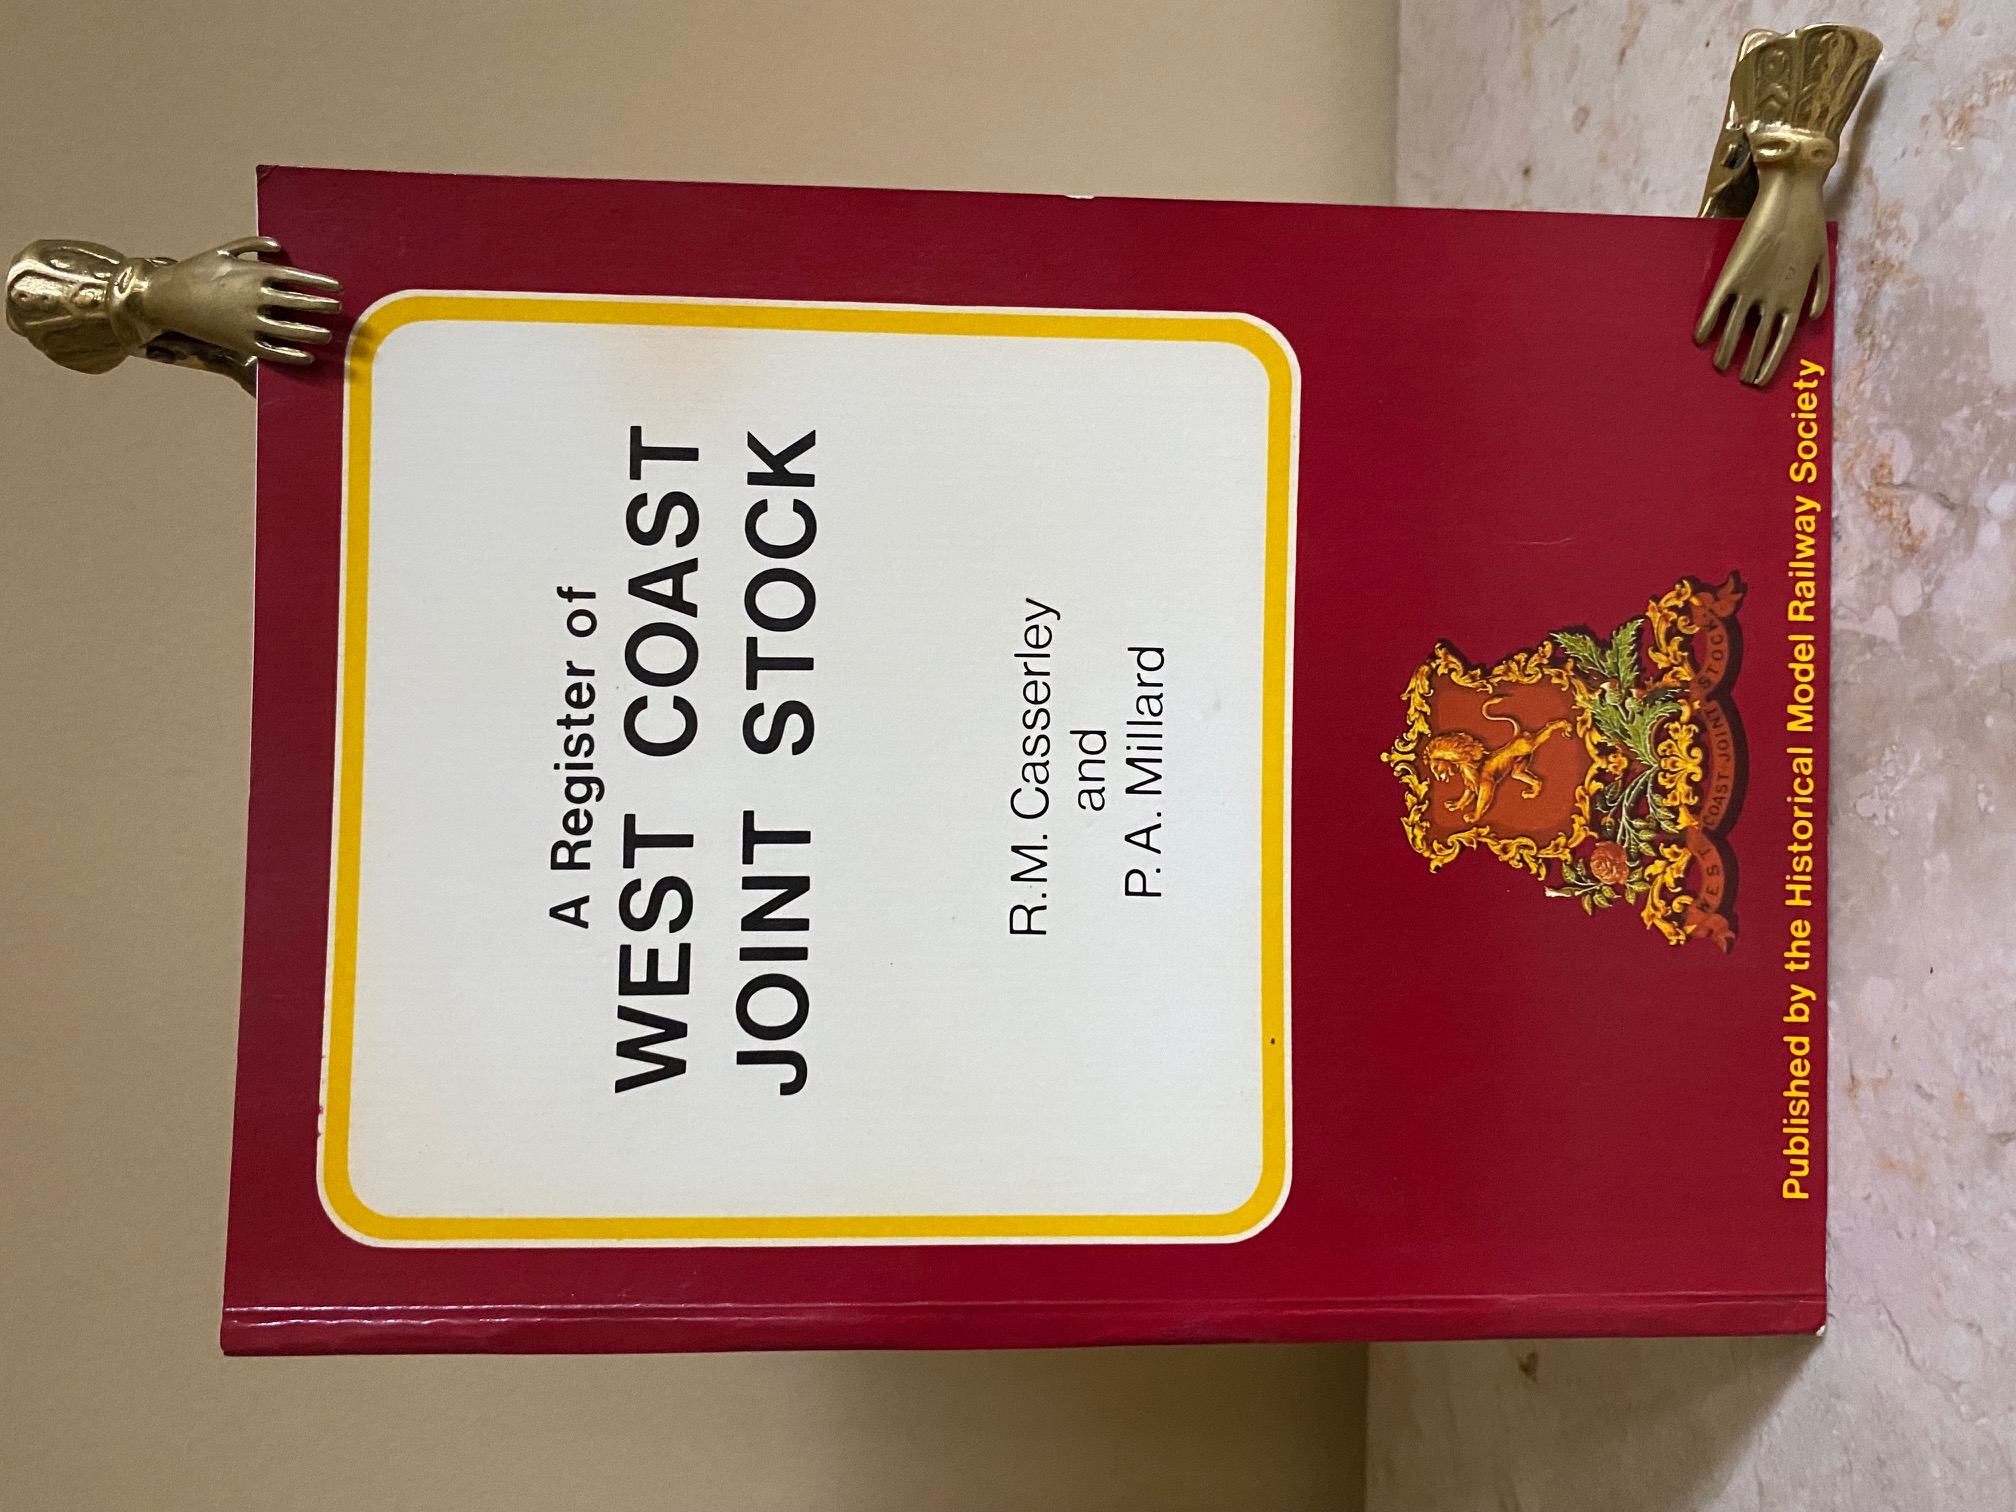 A Register of
WEST COAST
JOINT STOCK
R.M. Casserley
and
P. A. Millard
WEST COAST JOINT STOCK
Published by the Historical Model Railway Society